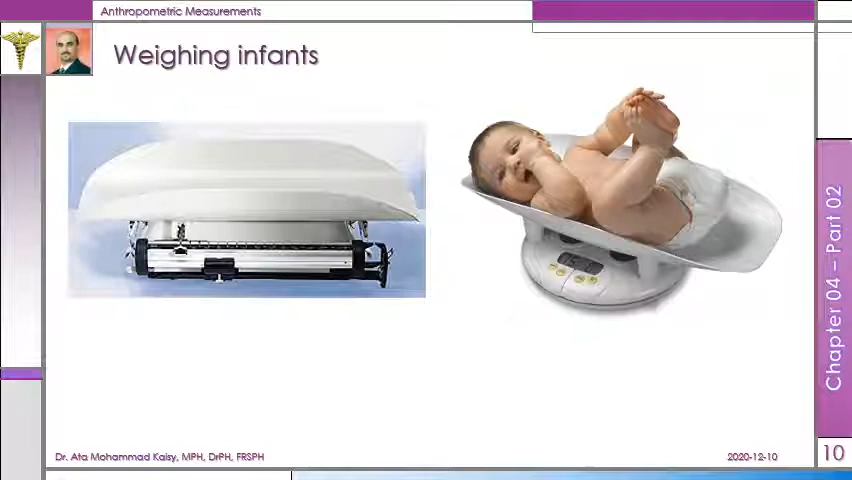 Anthropometric Measurements
Weighing infants
Chapter 04 – Part 02
Dr. Ata Mohammad Kaisy, MPH, DrPH, FRSPH
2020-12-10
10